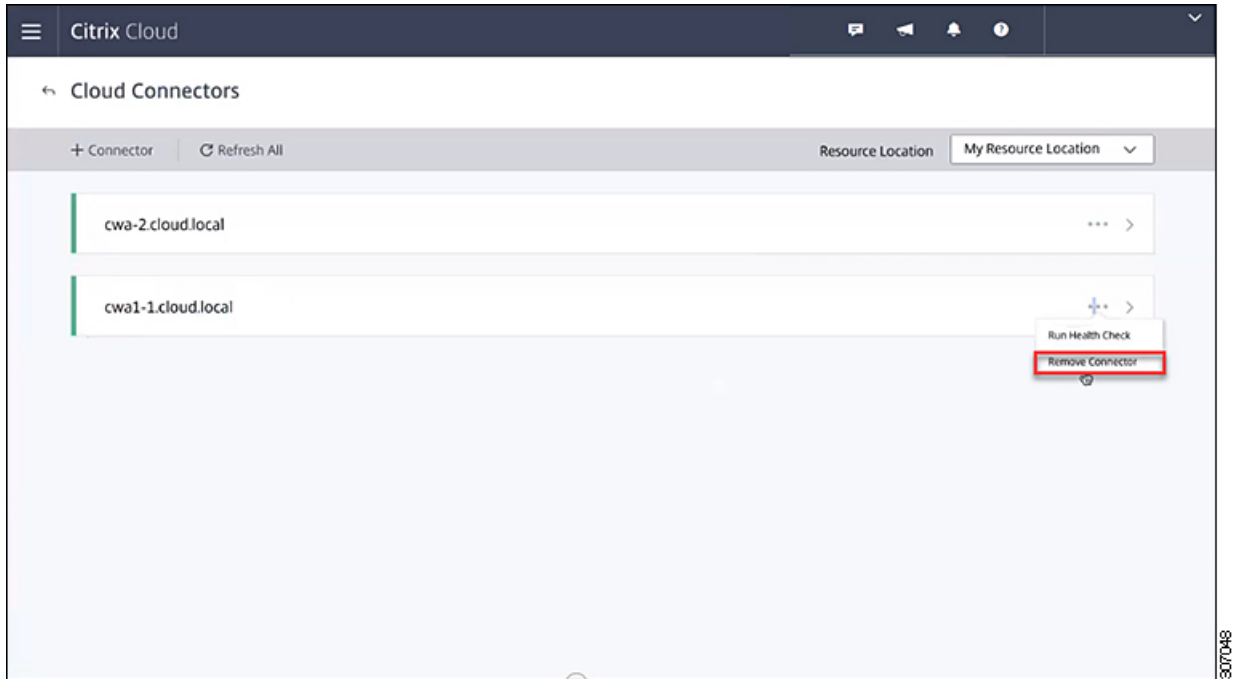 Citrix Cloud
Cloud Connectors
+ Connector
Refresh All
Resource Location
My Resource Location
cwa-2.cloud.local
cwa1-1.cloud.local
Run Health Check
Remove Connector
307048